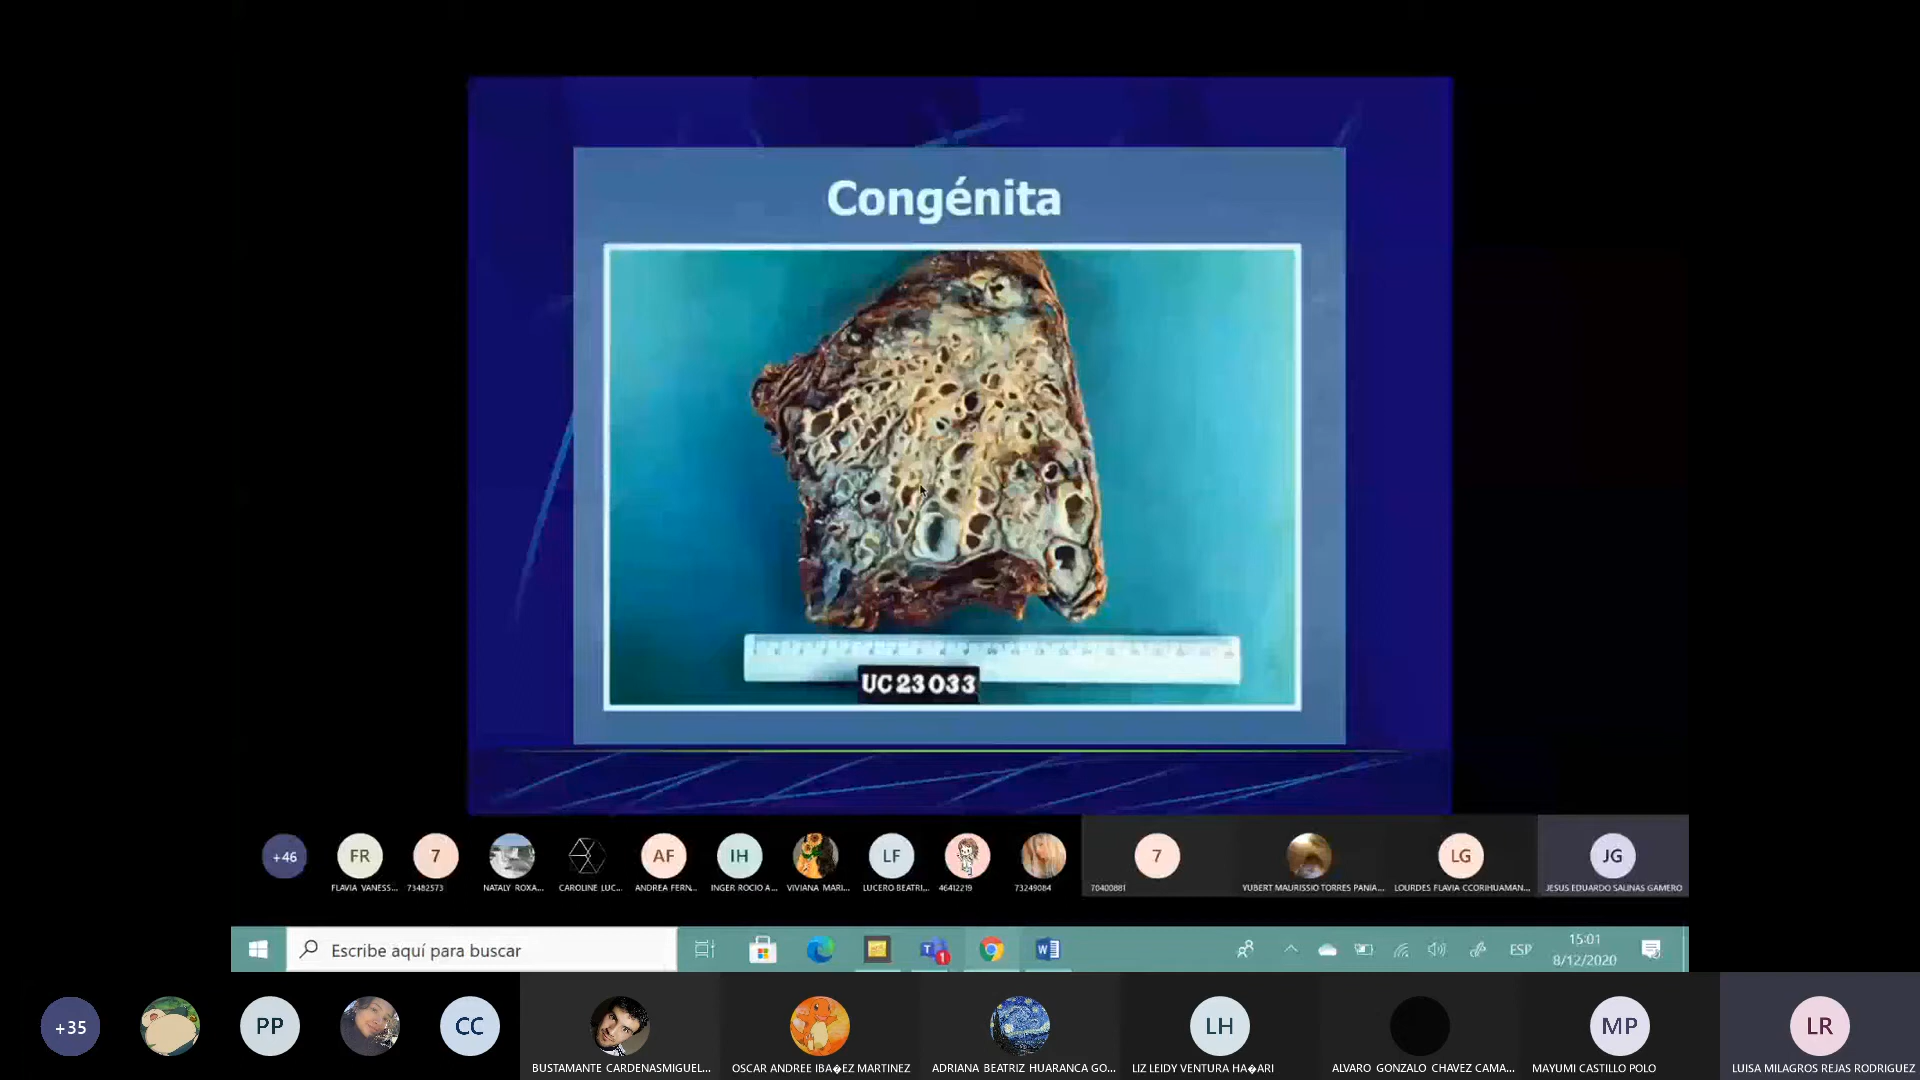 Congénita
UC23033
+46
FR
7
AF
IH
LF
7
LG
JG
FLAVIA VANESS...
73482573
NATALY ROXA...
CAROLINE LUC...
ANDREA FERN...
INGER ROCIO A...
VIVIANA MARI...
LUCERO BEATRI...
46412219
73249084
70400881
YUBERT MAURISSIO TORRES PANIA...
LOURDES FLAVIA CCORIHUAMAN...
JESUS EDUARDO SALINAS GAMERO
Escribe aquí para buscar
1
ESP
15:01
8/12/2020
+35
PP
CC
LH
MP
LR
BUSTAMANTE CARDENASMIGUEL...
OSCAR ANDREE IBA�EZ MARTINEZ
ADRIANA BEATRIZ HUARANCA GO...
LIZ LEIDY VENTURA HA�ARI
ALVARO GONZALO CHAVEZ CAMA...
MAYUMI CASTILLO POLO
LUISA MILAGROS REJAS RODRIGUEZ